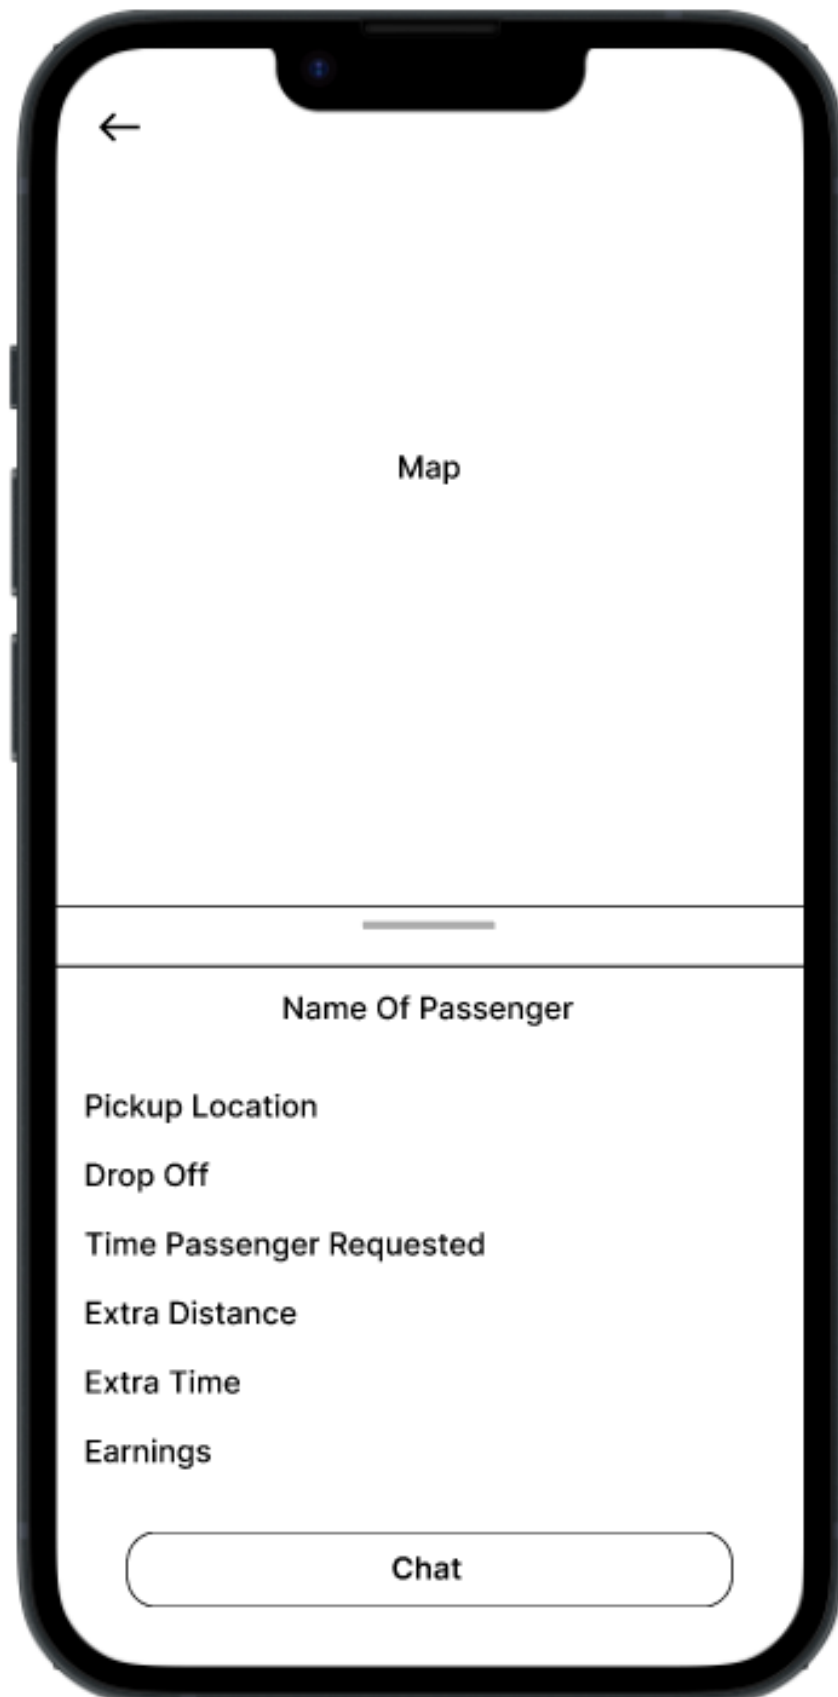 Map
Name Of Passenger
Pickup Location
Drop Off
Time Passenger Requested
Extra Distance
Extra Time
Earnings
Chat